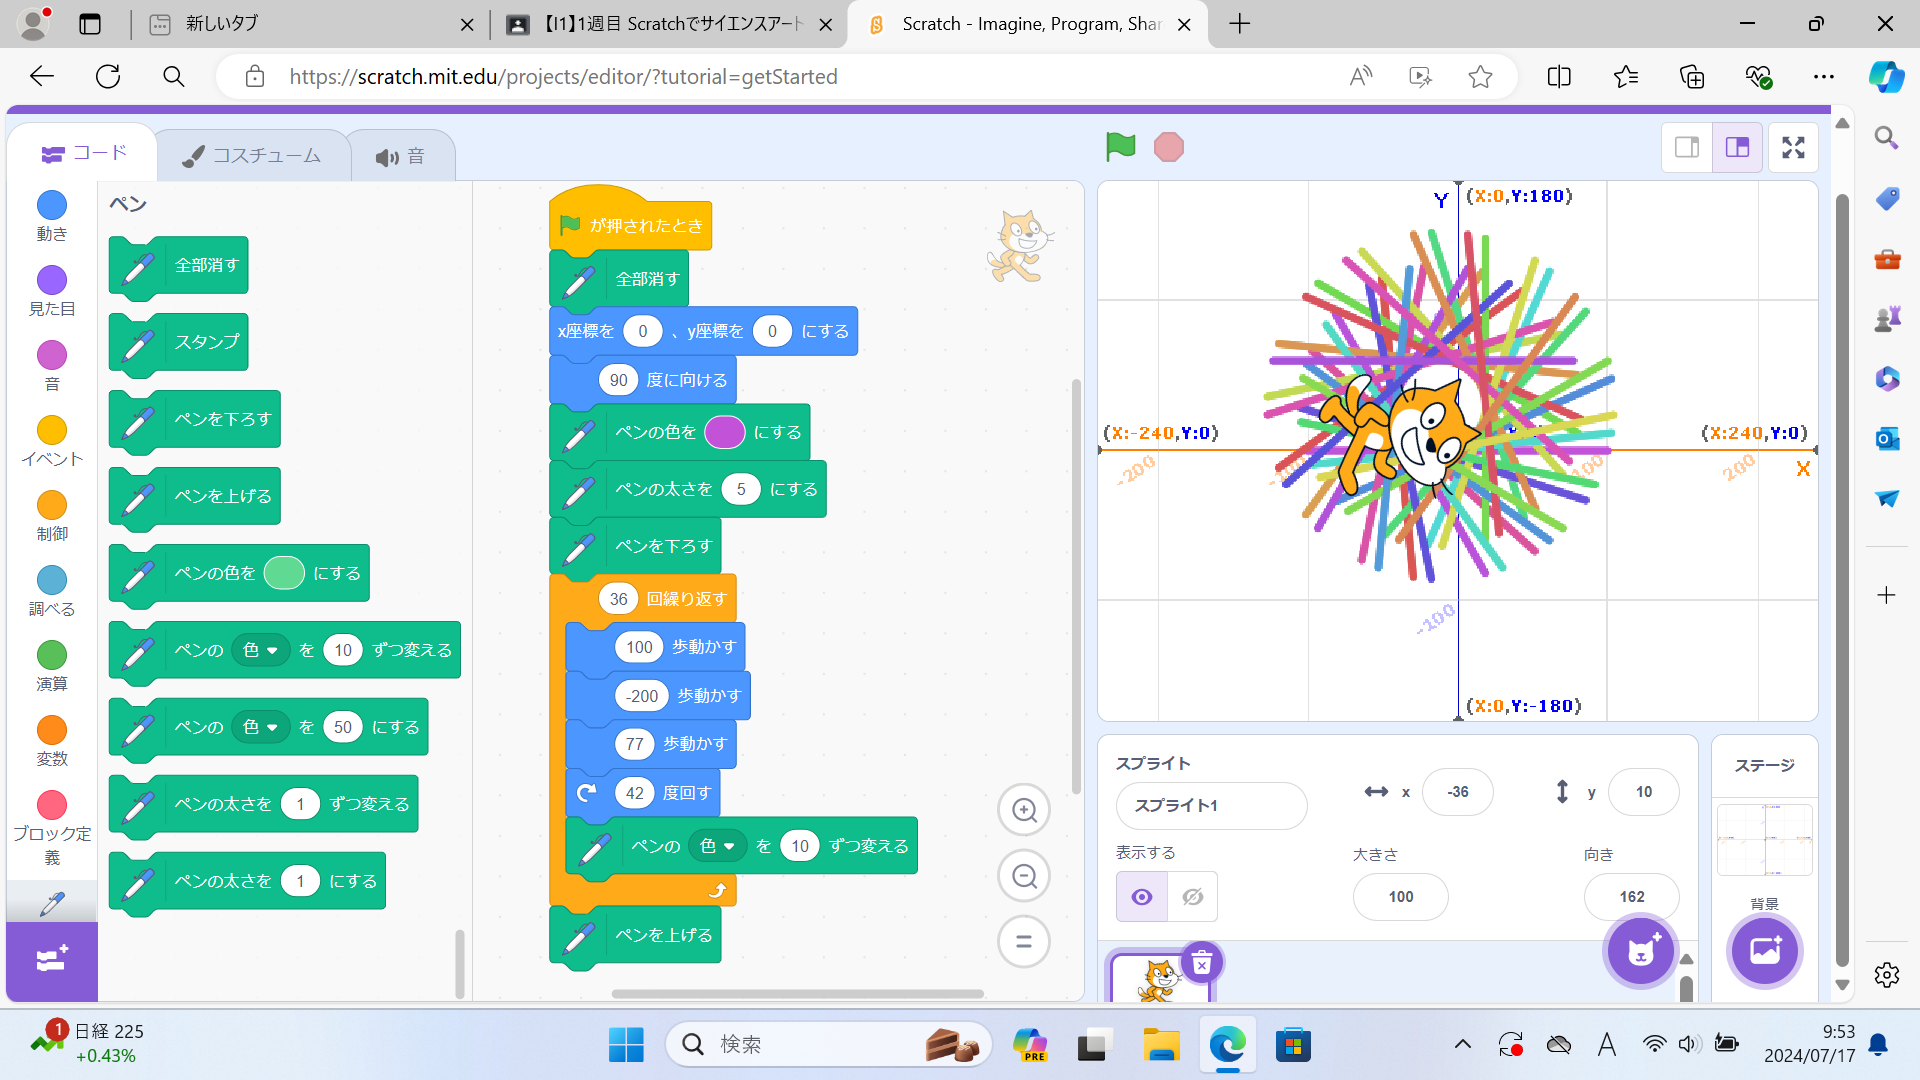 新しいタブ
【I1】1週目 Scratchでサイエンスアート
Scratch - Imagine, Program, Shar
https://scratch.mit.edu/projects/editor/?tutorial=getStarted
コード
コスチューム
音
動き
見た目
音
イベント
制御
調べる
演算
変数
ブロック定
義
ペン
全部消す
スタンプ
ペンを下ろす
ペンを上げる
ペンの色を にする
ペンの 色 を 10 ずつ変える
ペンの 色 を 50 にする
ペンの太さを 1 ずつ変える
ペンの太さを 1 にする
が押されたとき
全部消す
x座標を 0 、y座標を 0 にする
90 度に向ける
ペンの色を にする
ペンの太さを 5 にする
ペンを下ろす
36 回繰り返す
100 歩動かす
-200 歩動かす
77 歩動かす
42 度回す
ペンの 色 を 10 ずつ変える
ペンを上げる
Y (X:0,Y:180)
(X:-240,Y:0)
(X:240,Y:0)
-200
100
200
X
-100
(X:0,Y:-180)
スプライト
スプライト1
x -36
y 10
表示する
大きさ
100
向き
162
ステージ
背景
1
日経 225
+0.43%
検索
PRE
A
9:53
2024/07/17